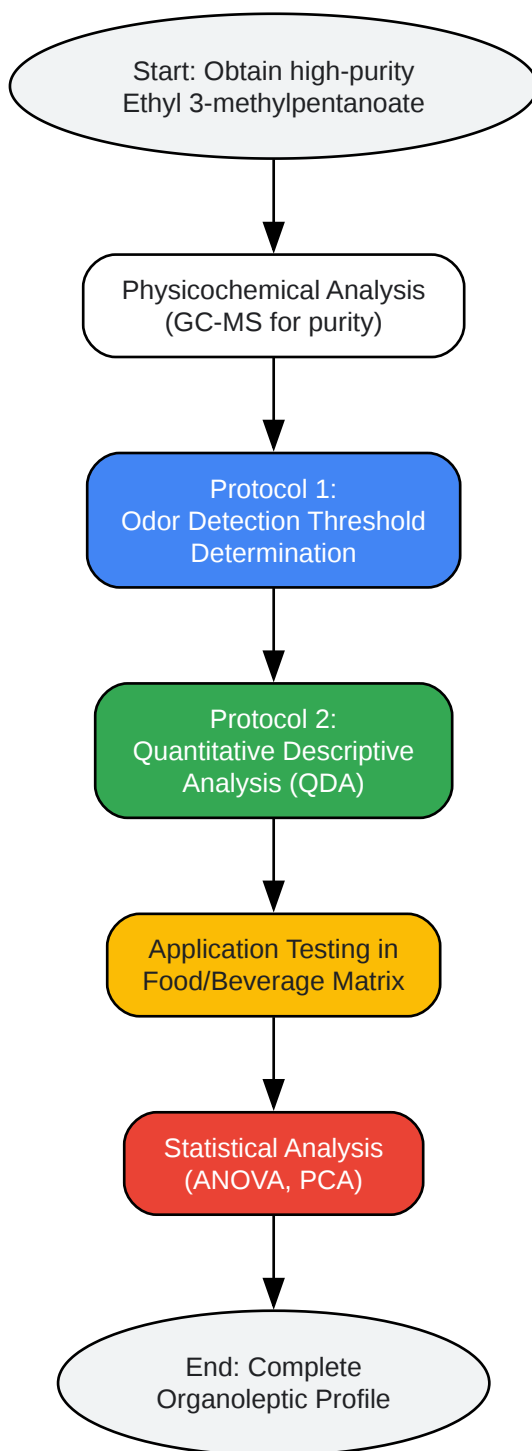 Start: Obtain high-purity
Ethyl 3-methylpentanoate
Physicochemical Analysis
(GC-MS for purity)
Protocol 1:
Odor Detection Threshold
Determination
Protocol 2:
Quantitative Descriptive
Analysis (QDA)
Application Testing in
Food/Beverage Matrix
Statistical Analysis
(ANOVA, PCA)
End: Complete
Organoleptic Profile